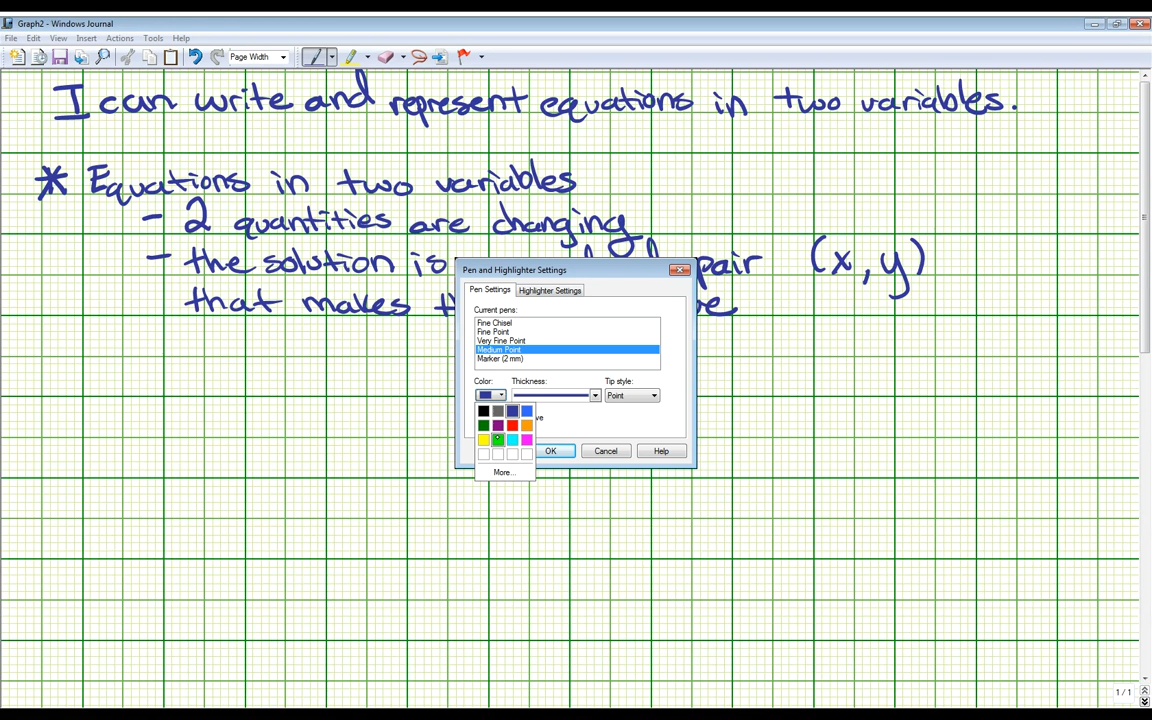 Graph2 - Windows Journal
File Edit View Insert Actions Tools Help
Page Width
I can write and represent equations in two variables.
* Equations in two variables
- 2 quantities are changing
- the solution is pair (x, y)
that makes
Pen and Highlighter Settings
Pen Settings Highlighter Settings
Current pens:
Fine Chisel
Fine Point
Very Fine Point
Medium Point
Marker (2 mm)
Color: Thickness: Tip style:
Point
OK Cancel Help
More...
1 / 1